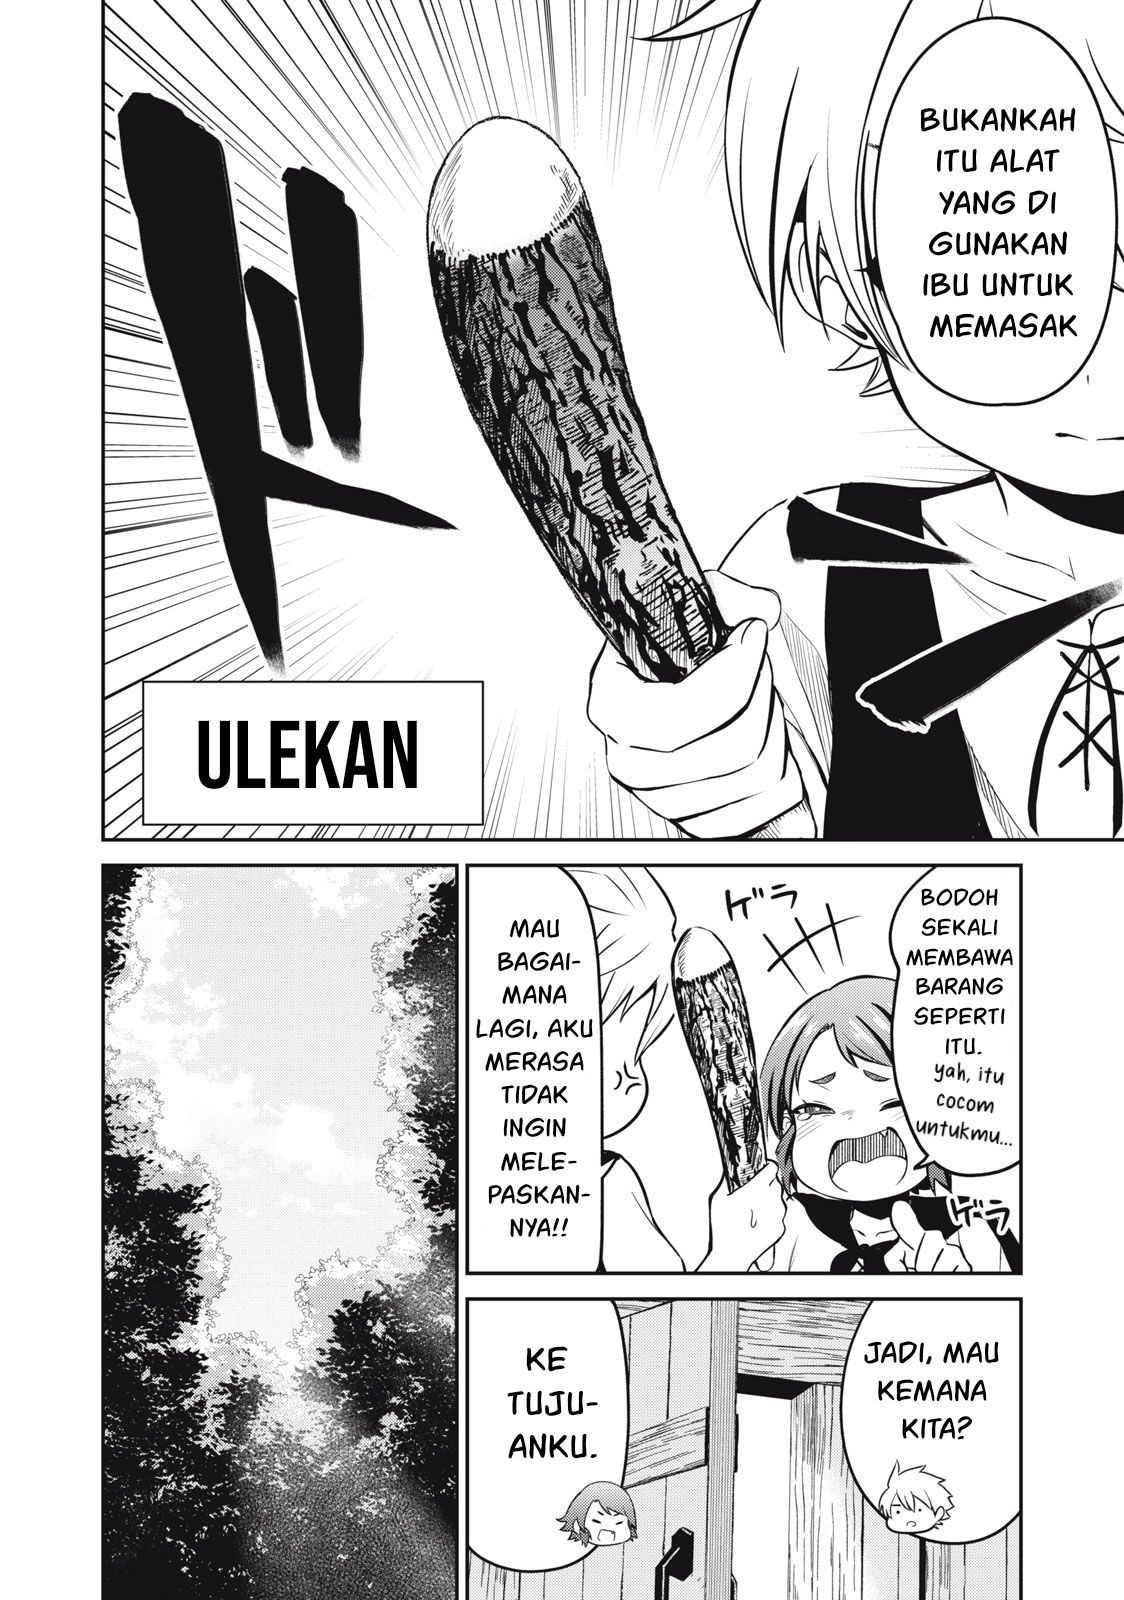 BUKANKAH
ITU ALAT
YANG DI
GUNAKAN
IBU UNTUK
MEMASAK
ド
ド
ULEKAN
BODOH
SEKALI
MEMBAWA
BARANG
SEPERTI
ITU.
yah, itu
cocom
untukmu...
ゲラ
ゲラ
MAU
BAGAI-
MANA
LAGI, AKU
MERASA
TIDAK
INGIN
MELE-
PASKAN-
NYA!!
JADI, MAU
KEMANA
KITA?
KE
TUJU-
ANKU.